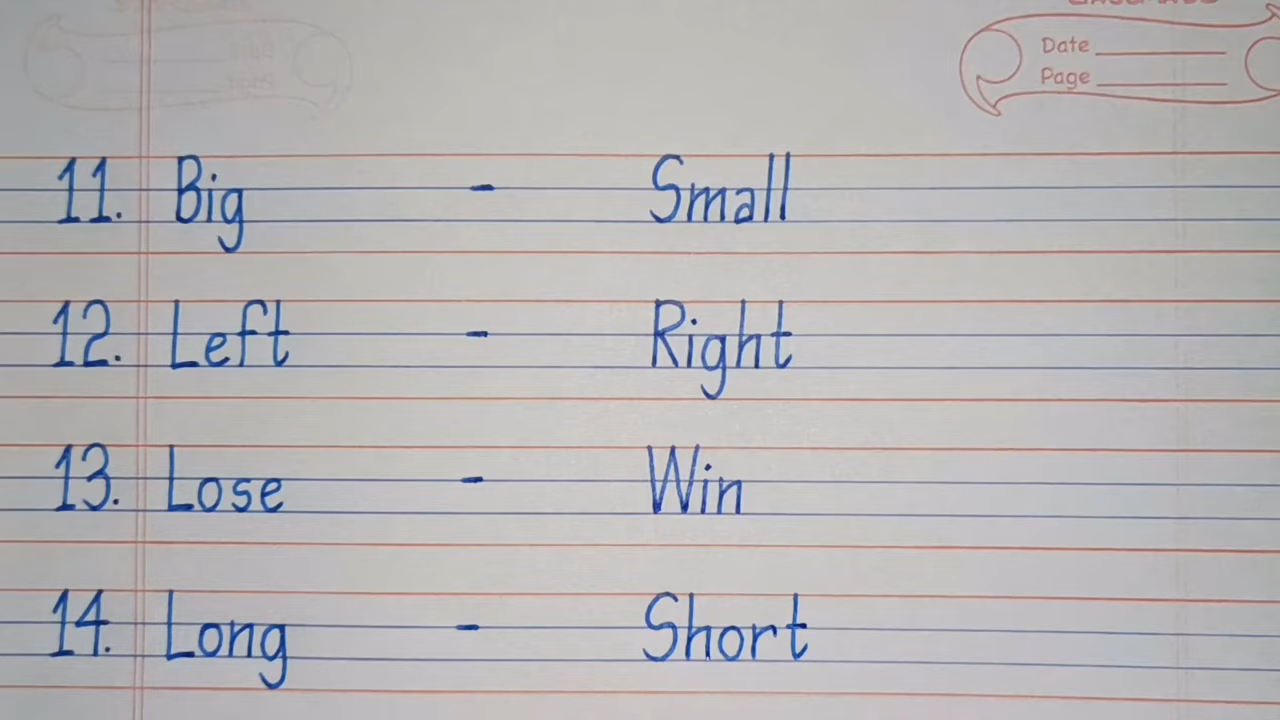 Date
Page
11. Big - Small
12. Left - Right
13. Lose - Win
14. Long - Short